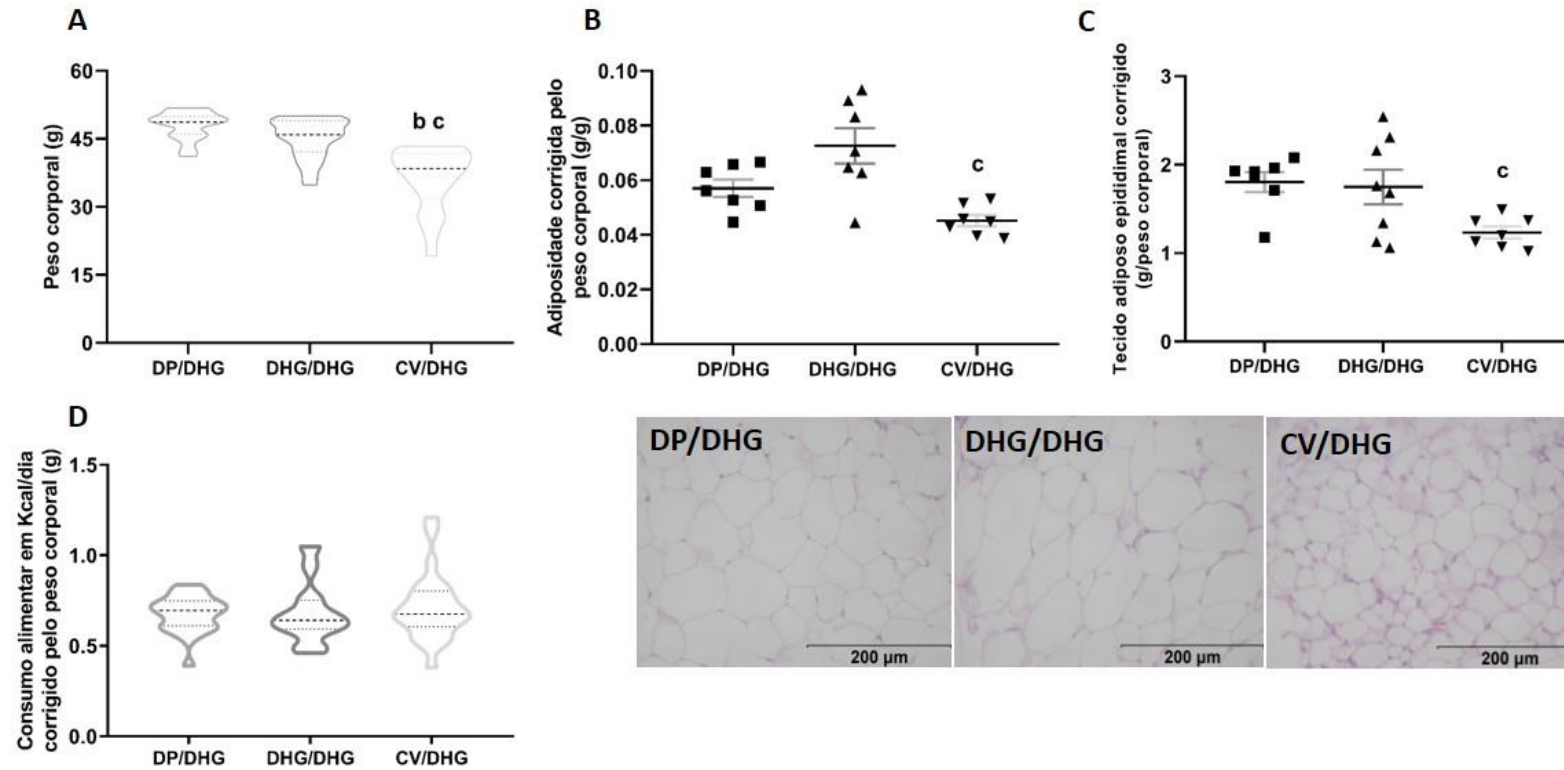 A
Peso corporal (g)
60
45
30
15
0
b c
DP/DHG DHG/DHG CV/DHG
B
Adiposidade corrigida pelo
peso corporal (g/g)
0.10
0.08
0.06
0.04
0.02
0.00
c
DP/DHG DHG/DHG CV/DHG
C
Tecido adiposo epididimal corrigido
(g/peso corporal)
3
2
1
0
c
DP/DHG DHG/DHG CV/DHG
D
Consumo alimentar em Kcal/dia
corrigido pelo peso corporal (g)
1.5
1.0
0.5
0.0
DP/DHG DHG/DHG CV/DHG
DP/DHG
200 µm
DHG/DHG
200 µm
CV/DHG
200 µm